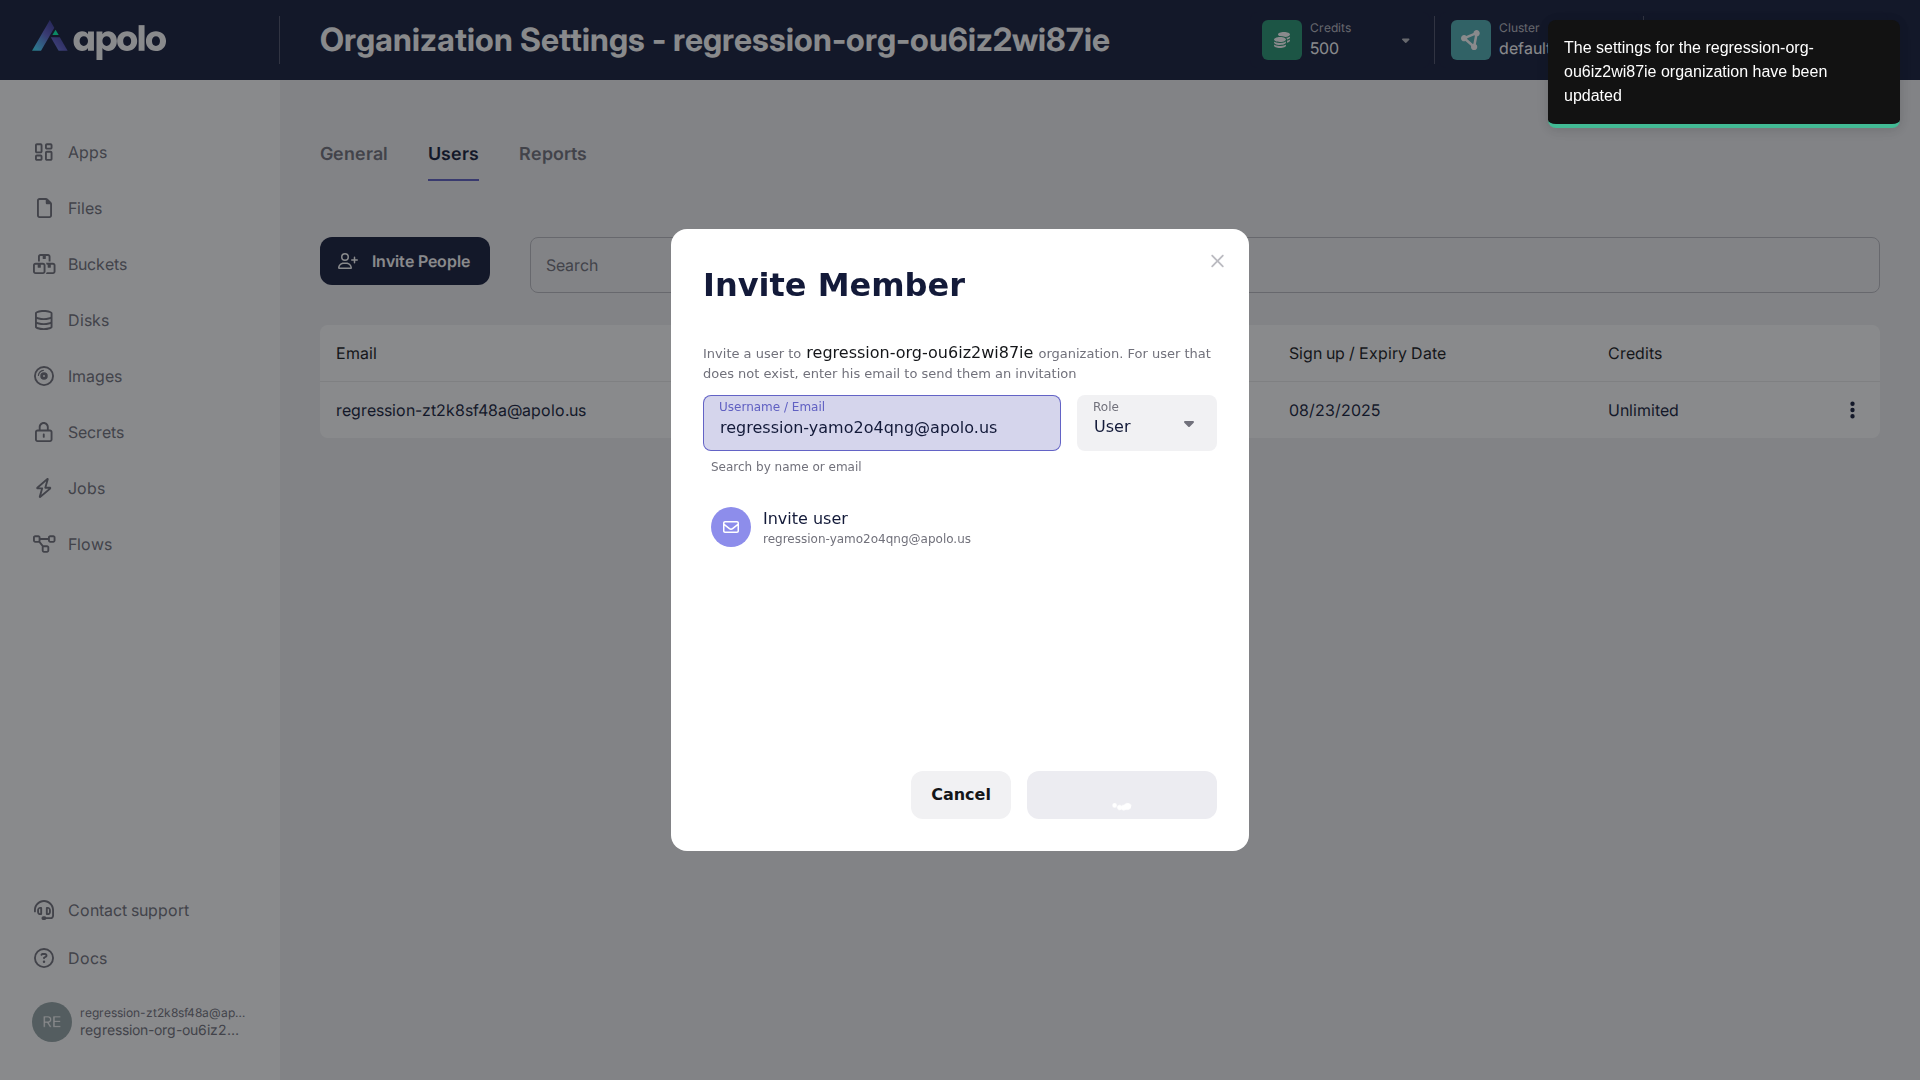 apolo
Organization Settings - regression-org-ou6iz2wi87ie
Credits
500
Cluster
default
The settings for the regression-org-
ou6iz2wi87ie organization have been
updated
Apps
Files
Buckets
Disks
Images
Secrets
Jobs
Flows
Contact support
Docs
RE
regression-zt2k8sf48a@ap...
regression-org-ou6iz2...
General
Users
Reports
Invite People
Search
Email
Sign up / Expiry Date
Credits
regression-zt2k8sf48a@apolo.us
08/23/2025
Unlimited
Invite Member
Invite a user to regression-org-ou6iz2wi87ie organization. For user that
does not exist, enter his email to send them an invitation
Username / Email
regression-yamo2o4qng@apolo.us
Role
User
Search by name or email
Invite user
regression-yamo2o4qng@apolo.us
Cancel